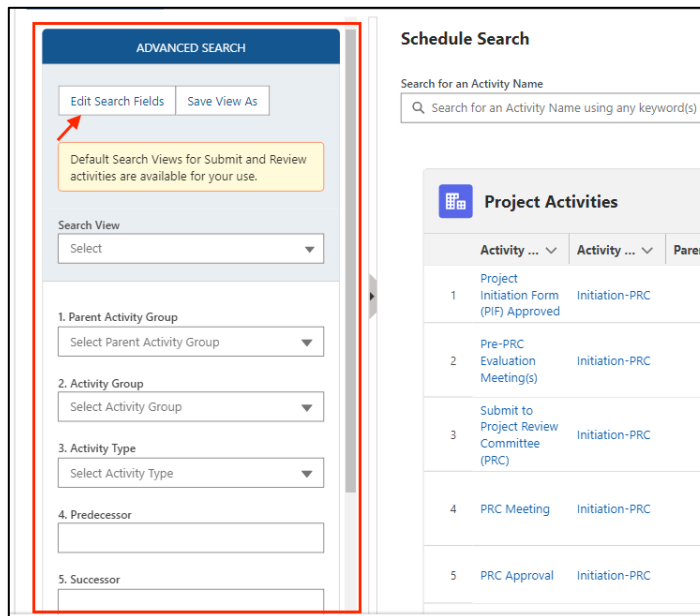 ADVANCED SEARCH
Edit Search Fields
Save View As
Default Search Views for Submit and Review
activities are available for your use.
Search View
Select
1. Parent Activity Group
Select Parent Activity Group
2. Activity Group
Select Activity Group
3. Activity Type
Select Activity Type
4. Predecessor
5. Successor
Schedule Search
Search for an Activity Name
Search for an Activity Name using any keyword(s)
Project Activities
Activity ... Activity ... Paren
1 Project
Initiation Form Initiation-PRC
(PIF) Approved
2 Pre-PRC
Evaluation Initiation-PRC
Meeting(s)
3 Submit to
Project Review Initiation-PRC
Committee
(PRC)
4 PRC Meeting Initiation-PRC
5 PRC Approval Initiation-PRC